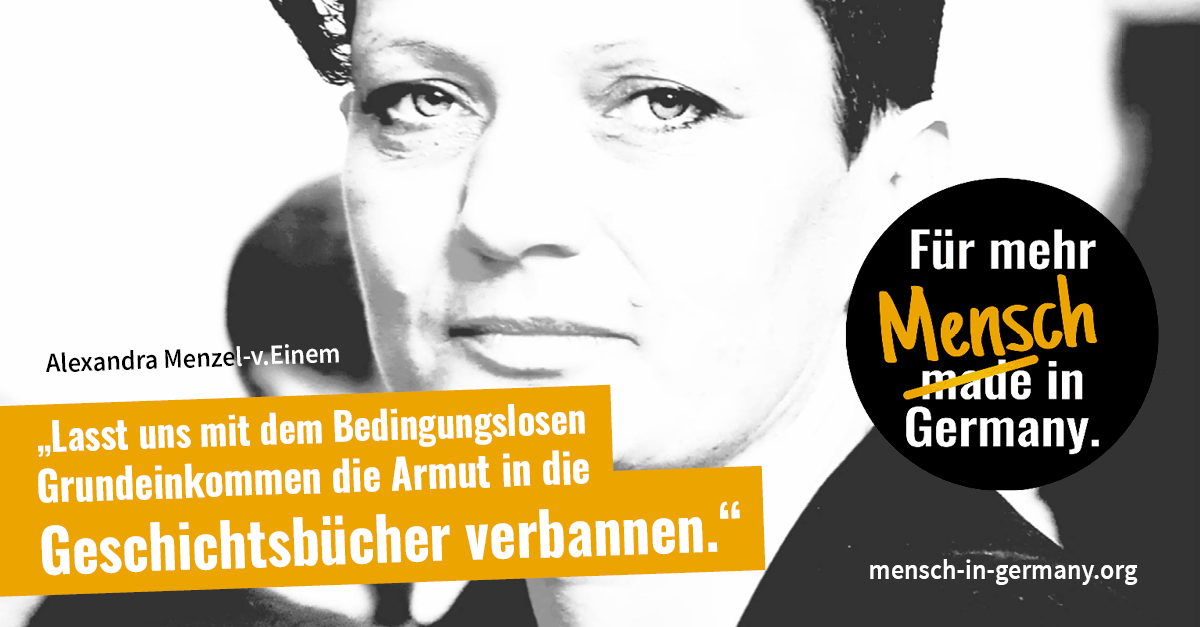 Alexandra Menzel-v.Einem
„Lasst uns mit dem Bedingungslosen
Grundeinkommen die Armut in die
Geschichtsbücher verbannen.“
Für mehr
Mensch
made in
Germany.
mensch-in-germany.org